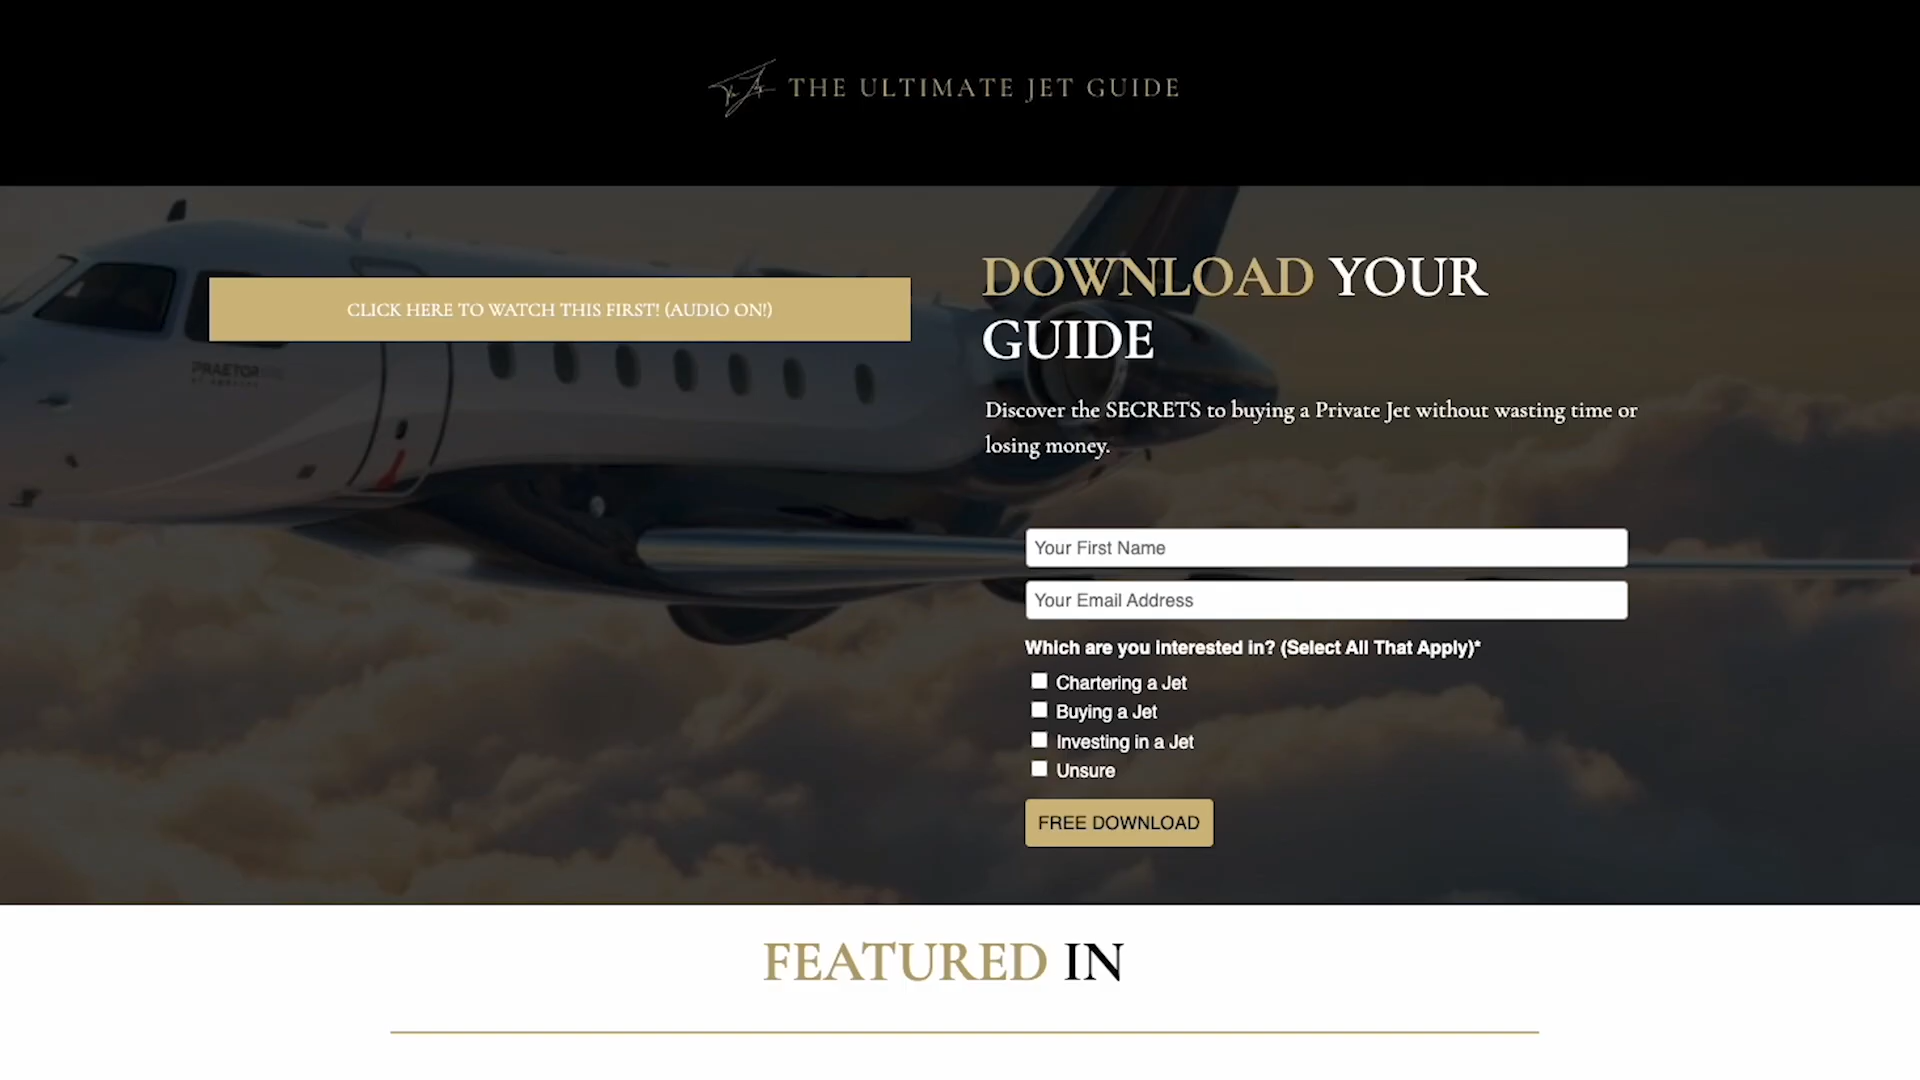 THE ULTIMATE JET GUIDE
CLICK HERE TO WATCH THIS FIRST! (AUDIO ON!)
PRAETOR
DOWNLOAD YOUR
GUIDE
Discover the SECRETS to buying a Private Jet without wasting time or
losing money.
Your First Name
Your Email Address
Which are you Interested in? (Select All That Apply)*
Chartering a Jet
Buying a Jet
Investing in a Jet
Unsure
FREE DOWNLOAD
FEATURED IN